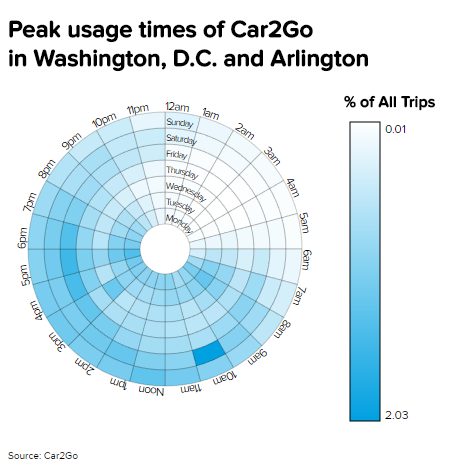 Peak usage times of Car2Go
in Washington, D.C. and Arlington
% of All Trips
0.01
2.03
12am
1am
2am
3am
4am
5am
6am
7am
8am
9am
10am
11am
Noon
1pm
2pm
3pm
4pm
5pm
6pm
7pm
8pm
9pm
10pm
11pm
Sunday
Saturday
Friday
Thursday
Wednesday
Tuesday
Monday
Source: Car2Go